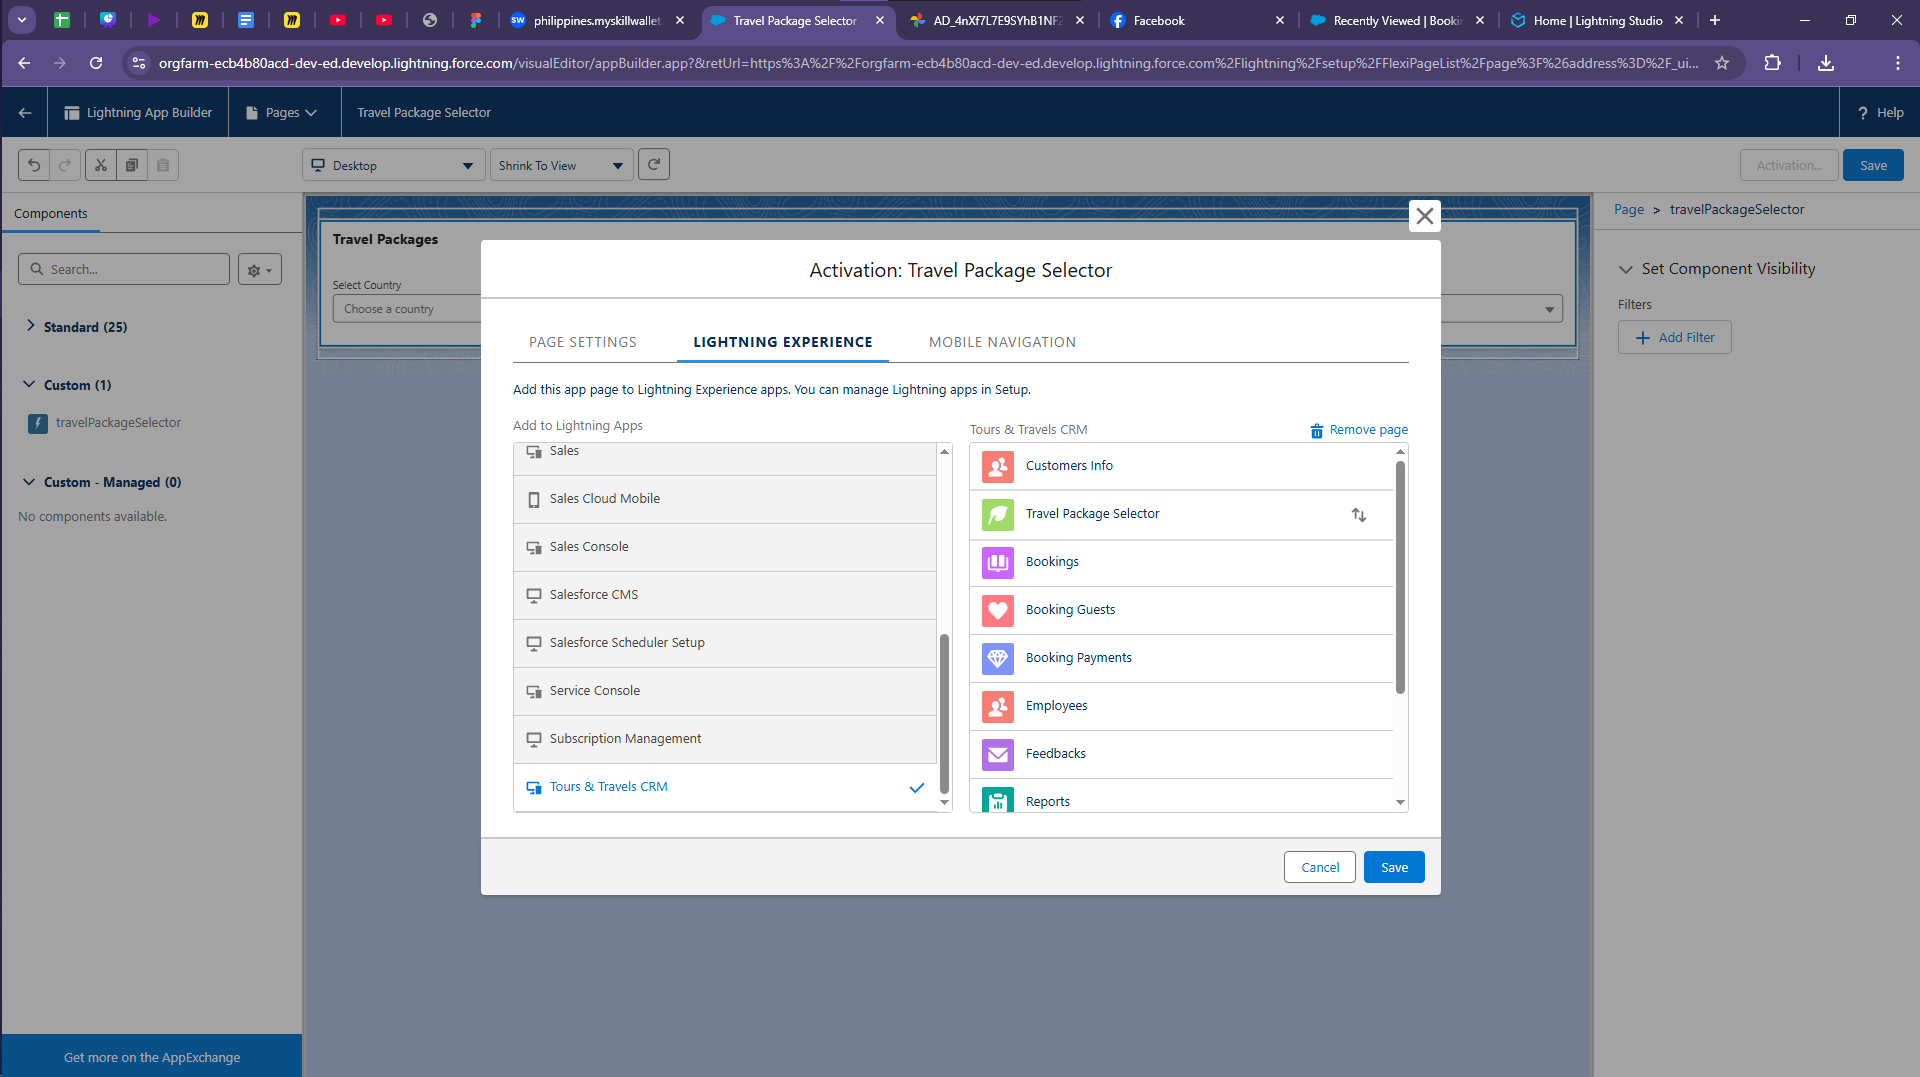 philippines.myskillwallet.
Travel Package Selector
AD_4nXf7L7E9SYhB1NF2
Facebook
Recently Viewed | Booki
Home | Lightning Studio
orgfarm-ecb4b80acd-dev-ed.develop.lightning.force.com/visualEditor/appBuilder.app?&retUrl=https%3A%2F%2Forgfarm-ecb4b80acd-dev-ed.develop.lightning.force.com%2Flightning%2Fsetup%2FFlexiPageList%2Fpage%3F%26address%3D%2F_ui...
Lightning App Builder
Pages
Travel Package Selector
? Help
Desktop
Shrink To View
Activation...
Save
Components
Search...
Standard (25)
Custom (1)
travelPackageSelector
Custom - Managed (0)
No components available.
Get more on the AppExchange
Travel Packages
Select Country
Choose a country
Activation: Travel Package Selector
PAGE SETTINGS
LIGHTNING EXPERIENCE
MOBILE NAVIGATION
Add this app page to Lightning Experience apps. You can manage Lightning apps in Setup.
Add to Lightning Apps
Sales
Sales Cloud Mobile
Sales Console
Salesforce CMS
Salesforce Scheduler Setup
Service Console
Subscription Management
Tours & Travels CRM
Tours & Travels CRM
Remove page
Customers Info
Travel Package Selector
Bookings
Booking Guests
Booking Payments
Employees
Feedbacks
Reports
Cancel
Save
Page > travelPackageSelector
Set Component Visibility
Filters
Add Filter